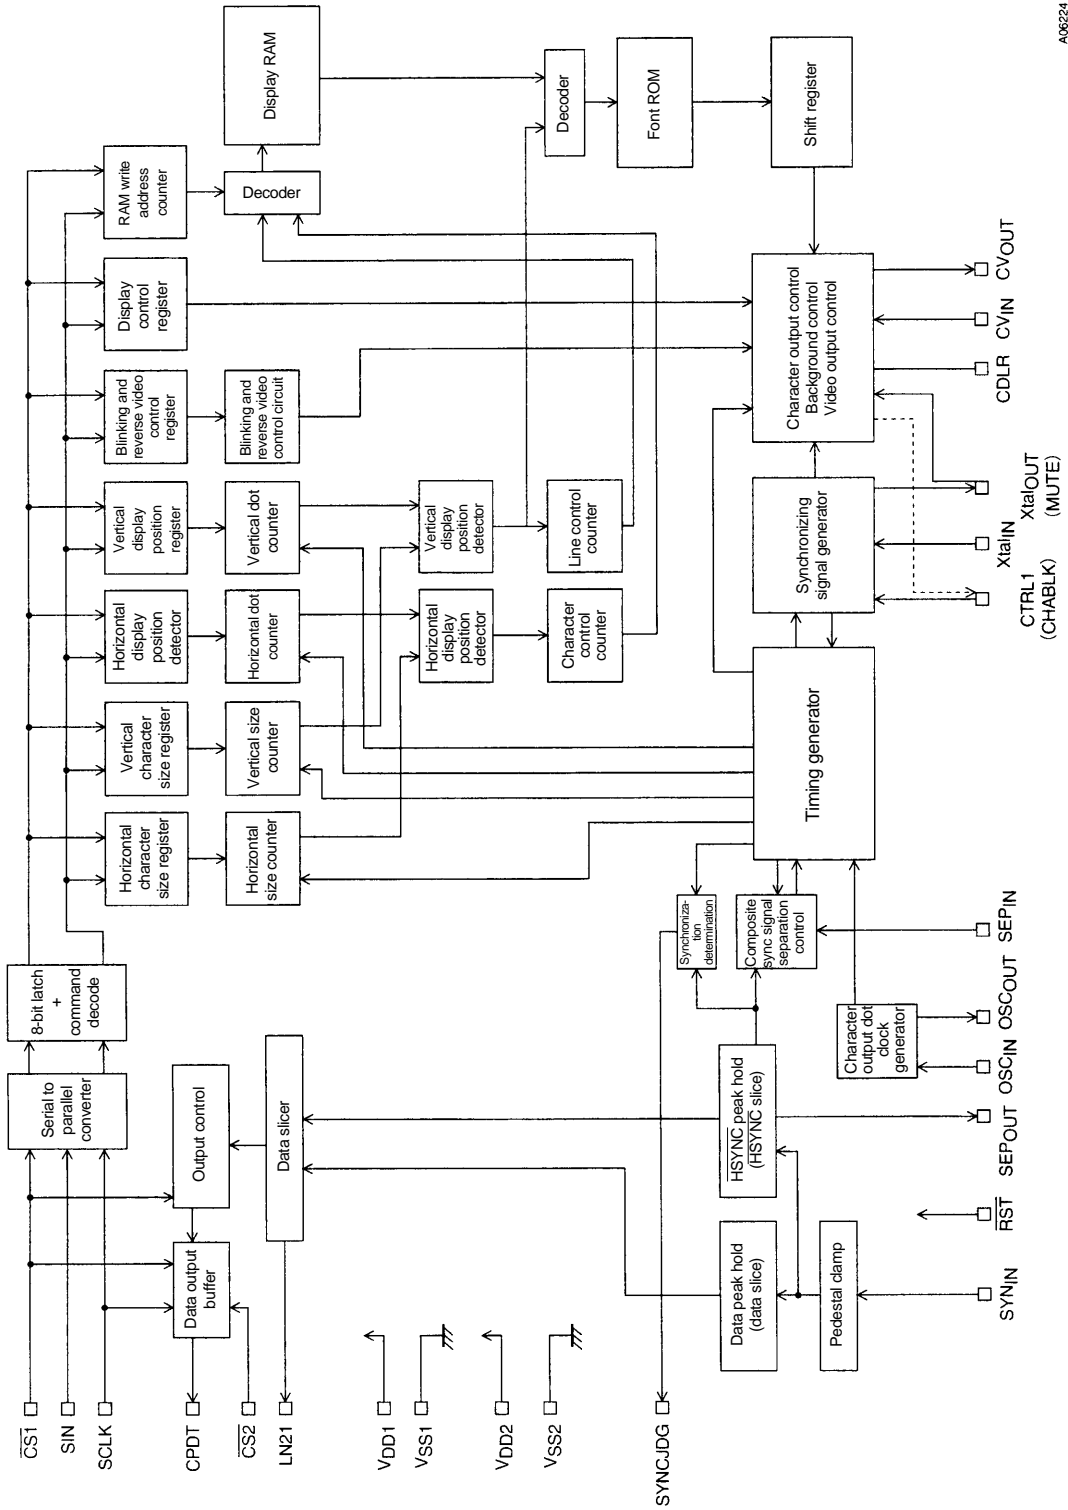 A06224
Display RAM
Decoder
Font ROM
Shift register
RAM write
address
counter
Decoder
Display
control
register
Blinking and
reverse video
control
register
Blinking and
reverse video
control circuit
Vertical
display
position
register
Vertical dot
counter
Vertical
display
position
detector
Line control
counter
Horizontal
display
position
detector
Horizontal dot
counter
Horizontal
display
position
detector
Character
control
counter
Vertical
character
size register
Vertical size
counter
Horizontal
character
size register
Horizontal
size counter
Character output control
Background control
Video output control
Synchronizing
signal generator
Timing generator
CVOUT
CVIN
CDLR
XtalOUT
(MUTE)
XtalIN
CTRL1
(CHABLK)
8-bit latch
+
command
decode
Serial to
parallel
converter
Output control
Data output
buffer
Data slicer
Synchroniza-
tion
determination
Composite
sync signal
separation
control
Character
output dot
clock
generator
HSYNC peak hold
(HSYNC slice)
Data peak hold
(data slice)
Pedestal clamp
SEPIN
OSCOUT
OSCIN
SEPOUT
RST
SYNIN
CS1
SIN
SCLK
CPDT
CS2
LN21
VDD1
VSS1
VDD2
VSS2
SYNCJDG